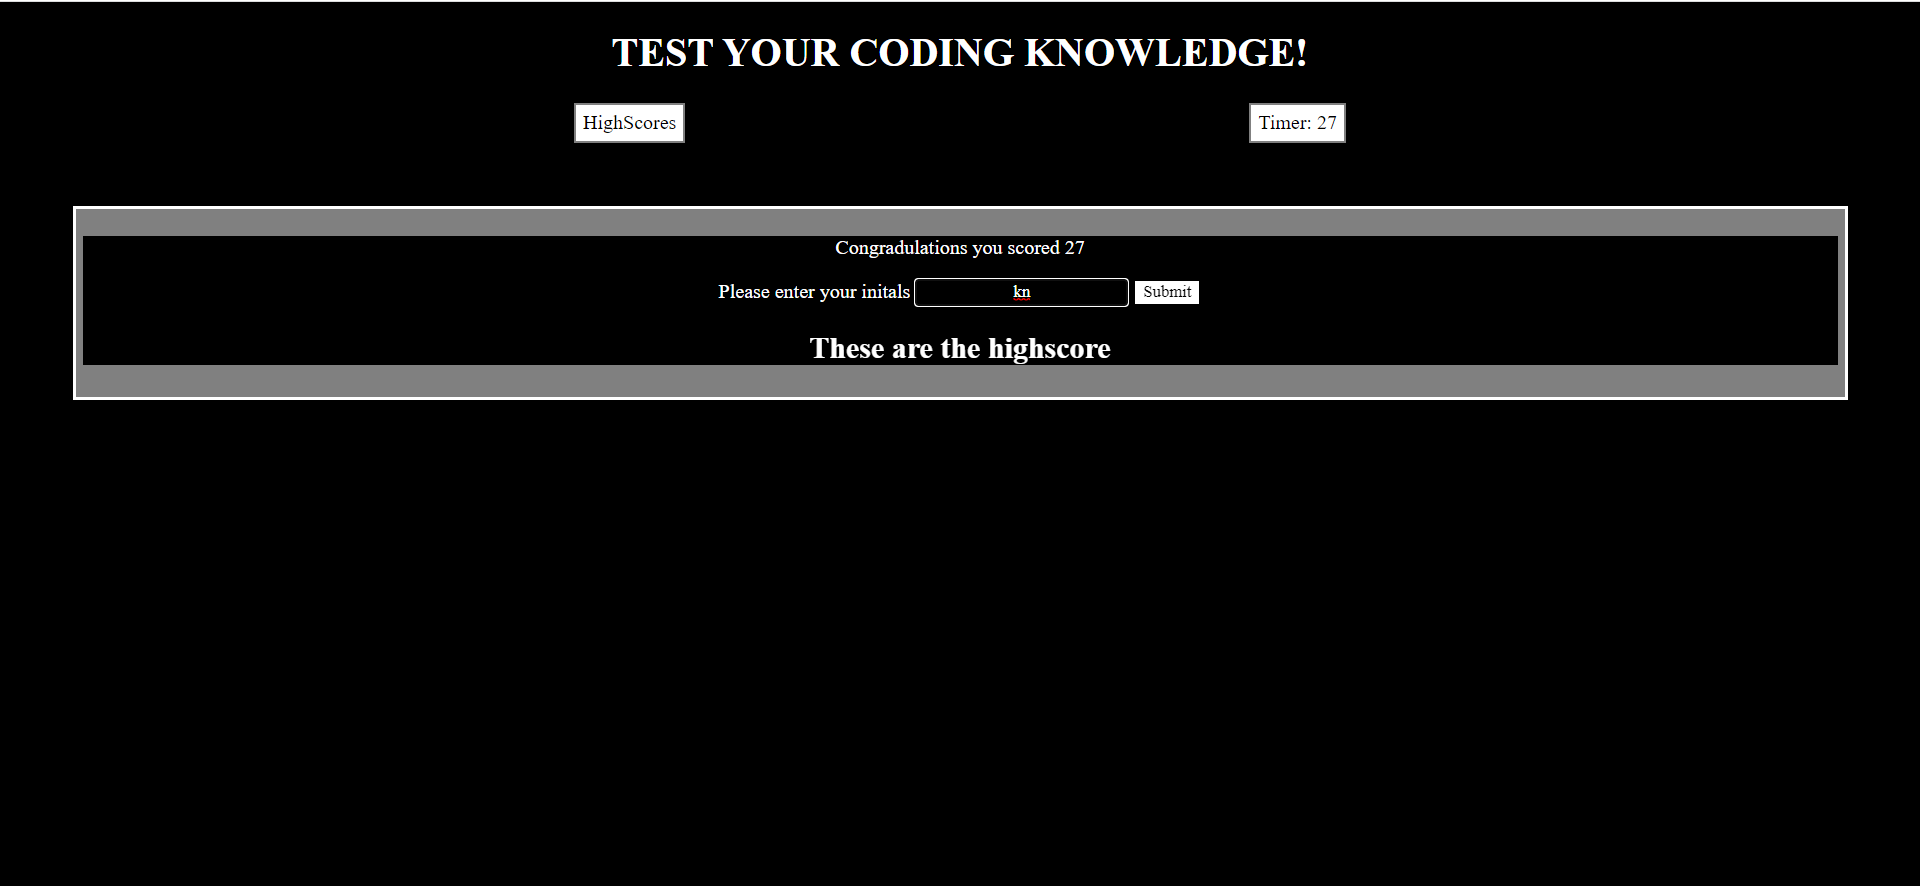 TEST YOUR CODING KNOWLEDGE!
HighScores
Timer: 27
Congradulations you scored 27
Please enter your initals kn Submit
These are the highscore